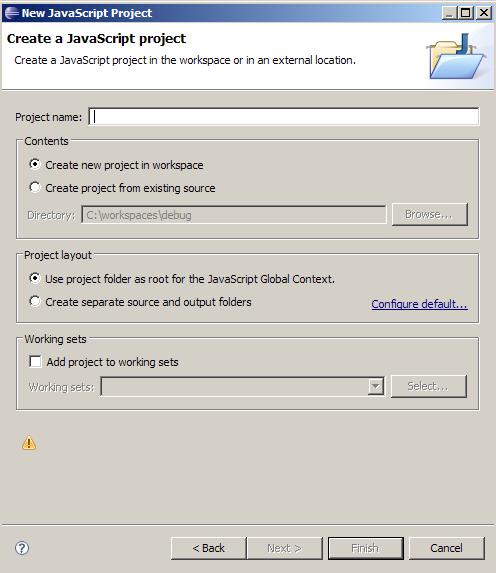 New JavaScript Project
Create a JavaScript project
Create a JavaScript project in the workspace or in an external location.
Project name:
Contents
Create new project in workspace
Create project from existing source
Directory: C:\workspaces\debug Browse...
Project layout
Use project folder as root for the JavaScript Global Context.
Create separate source and output folders Configure default...
Working sets
Add project to working sets
Working sets: Select...
< Back Next > Finish Cancel